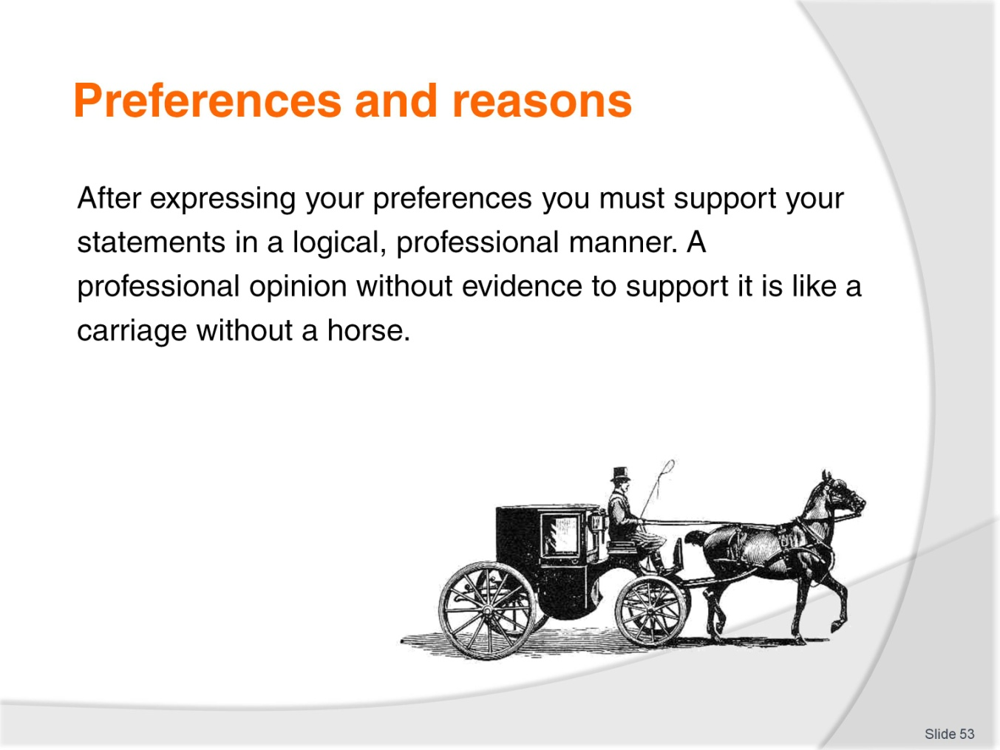 Preferences and reasons
After expressing your preferences you must support your
statements in a logical, professional manner. A
professional opinion without evidence to support it is like a
carriage without a horse.
Slide 53